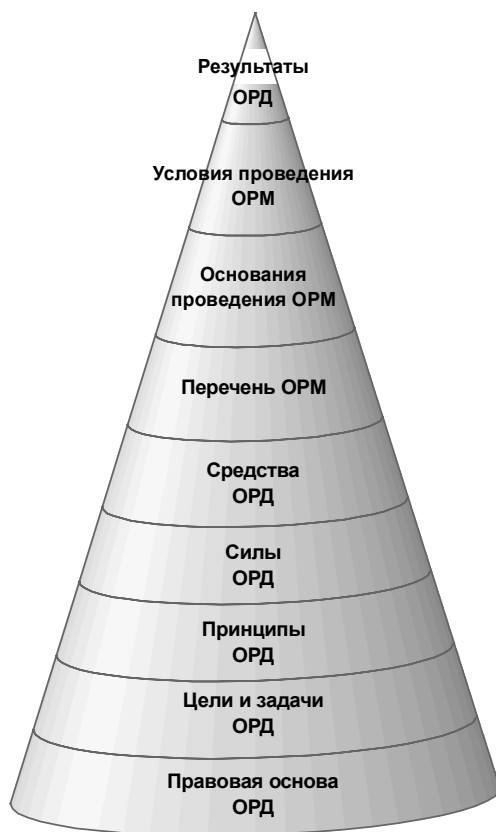 Результаты
ОРД
Условия проведения
ОРМ
Основания
проведения ОРМ
Перечень ОРМ
Средства
ОРД
Силы
ОРД
Принципы
ОРД
Цели и задачи
ОРД
Правовая основа
ОРД